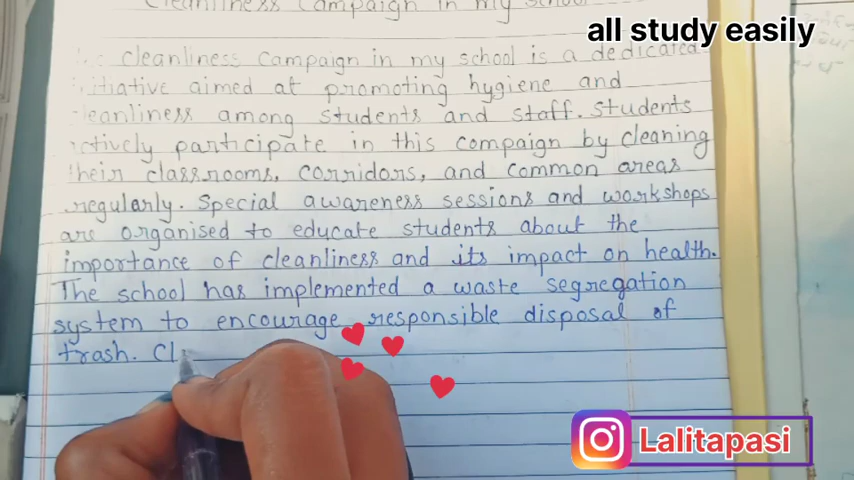 Cleanliness Campaign in my school
all study easily
cleanliness campaign in my school is a dedicated
initiative aimed at promoting hygiene and
cleanliness among students and staff. Students
actively participate in this compaign by cleaning
their classrooms, corridors, and common areas
regularly. Special awareness sessions and workshops
are organised to educate students about the
importance of cleanliness and its impact on health.
The school has implemented a waste segregation
system to encourage responsible disposal of
trash. Cl
Lalitapasi